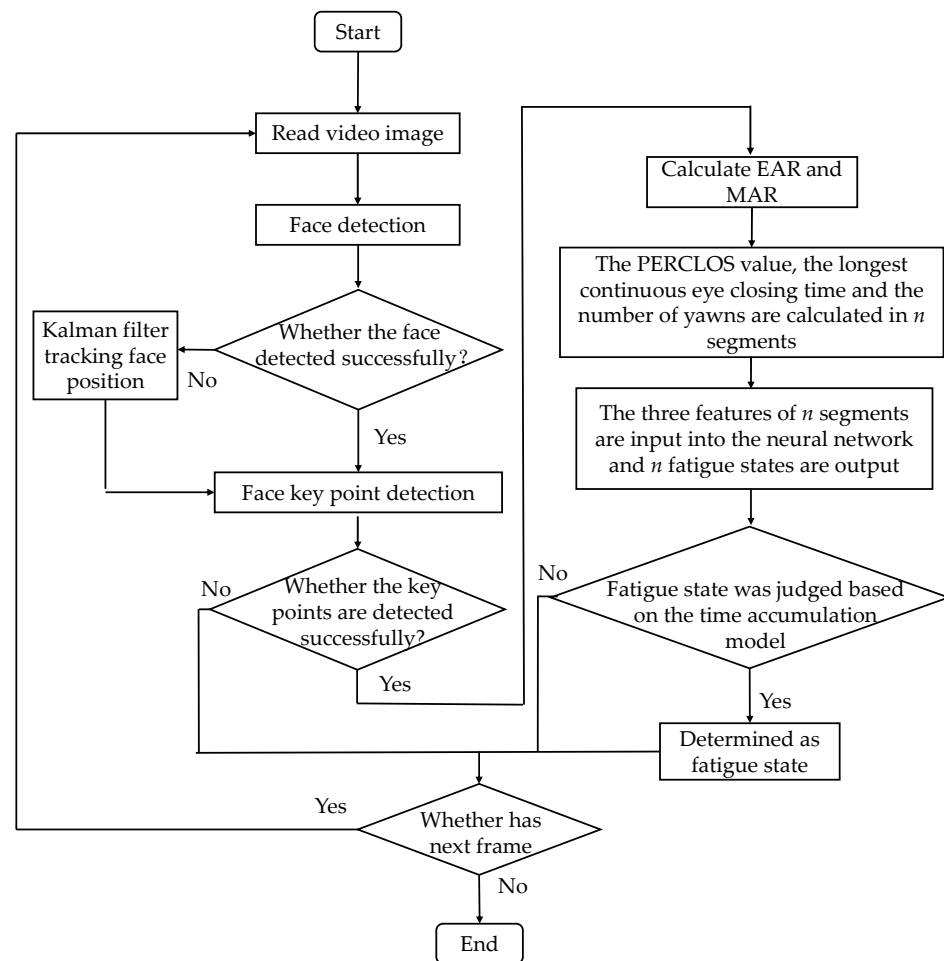 Start
Read video image
Face detection
Whether the face
detected successfully?
No
Kalman filter
tracking face
position
Yes
Face key point detection
No
Whether the key
points are detected
successfully?
Yes
Calculate EAR and
MAR
The PERCLOS value, the longest
continuous eye closing time and the
number of yawns are calculated in n
segments
The three features of n segments
are input into the neural network
and n fatigue states are output
No
Fatigue state was judged based
on the time accumulation
model
Yes
Determined as
fatigue state
Yes
Whether has
next frame
No
End